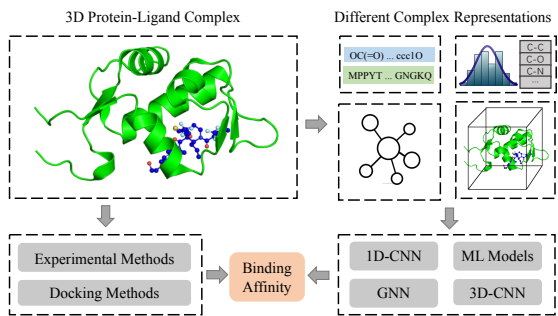 3D Protein-Ligand Complex
Different Complex Representations
OC(=O) ... ccc1O
MPPYT ... GNGKQ
C-C
C-O
C-N
...
......
Experimental Methods
Docking Methods
Binding
Affinity
1D-CNN
ML Models
GNN
3D-CNN